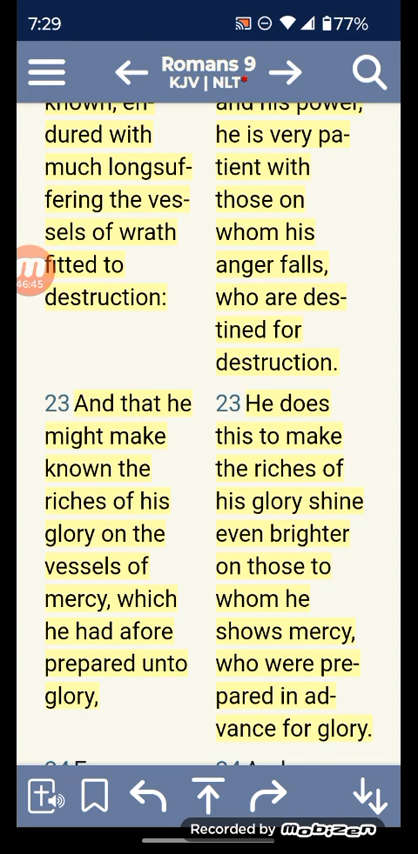 7:29
77%
Romans 9
KJV | NLT*
known, en-
dured with
much longsuf-
fering the ves-
sels of wrath
fitted to
destruction:
46:45
23 And that he
might make
known the
riches of his
glory on the
vessels of
mercy, which
he had afore
prepared unto
glory,
and his power,
he is very pa-
tient with
those on
whom his
anger falls,
who are des-
tined for
destruction.
23 He does
this to make
the riches of
his glory shine
even brighter
on those to
whom he
shows mercy,
who were pre-
pared in ad-
vance for glory.
Recorded by mobizen